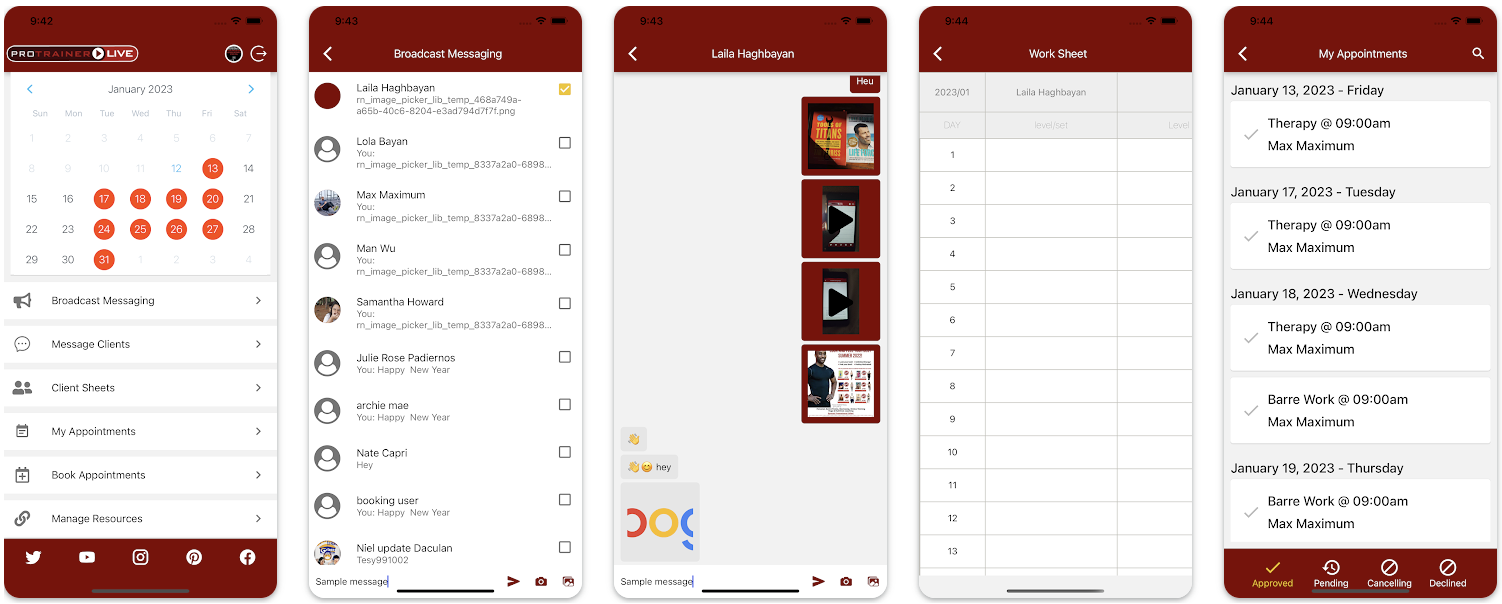 9:42
PROTRAINER LIVE
January 2023
Sun Mon Tue Wed Thu Fri Sat
1 2 3 4 5 6 7
8 9 10 11 12 13 14
15 16 17 18 19 20 21
22 23 24 25 26 27 28
29 30 31 1 2 3 4
Broadcast Messaging
Message Clients
Client Sheets
My Appointments
Book Appointments
Manage Resources
9:43
Broadcast Messaging
Laila Haghbayan
rn_image_picker_lib_temp_468a749a-
a65b-40c6-8204-e3ad794d7f7f.png
Lola Bayan
You:
rn_image_picker_lib_temp_8337a2a0-6898...
Max Maximum
You:
rn_image_picker_lib_temp_8337a2a0-6898...
Man Wu
You:
rn_image_picker_lib_temp_8337a2a0-6898...
Samantha Howard
You:
rn_image_picker_lib_temp_8337a2a0-6898...
Julie Rose Padiernos
You: Happy New Year
archie mae
You: Happy New Year
Nate Capri
Hey
booking user
You: Happy New Year
Niel update Daculan
Tesy991002
Sample message
9:43
Laila Haghbayan
Heu
TOOLS OF
TITANS
SUMMER 2022!
👋
👋😊 hey
Sample message
9:44
Work Sheet
2023/01 Laila Haghbayan
DAY level/set Level
1
2
3
4
5
6
7
8
9
10
11
12
13
9:44
My Appointments
January 13, 2023 - Friday
Therapy @ 09:00am
Max Maximum
January 17, 2023 - Tuesday
Therapy @ 09:00am
Max Maximum
January 18, 2023 - Wednesday
Therapy @ 09:00am
Max Maximum
Barre Work @ 09:00am
Max Maximum
January 19, 2023 - Thursday
Barre Work @ 09:00am
Max Maximum
Approved Pending Cancelling Declined